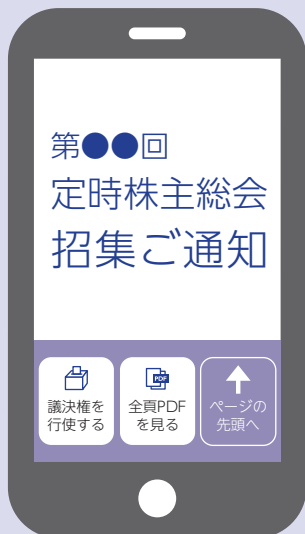 第●●回
定時株主総会
招集ご通知
議決権を
行使する
PDF
全頁PDF
を見る
ページの
先頭へ